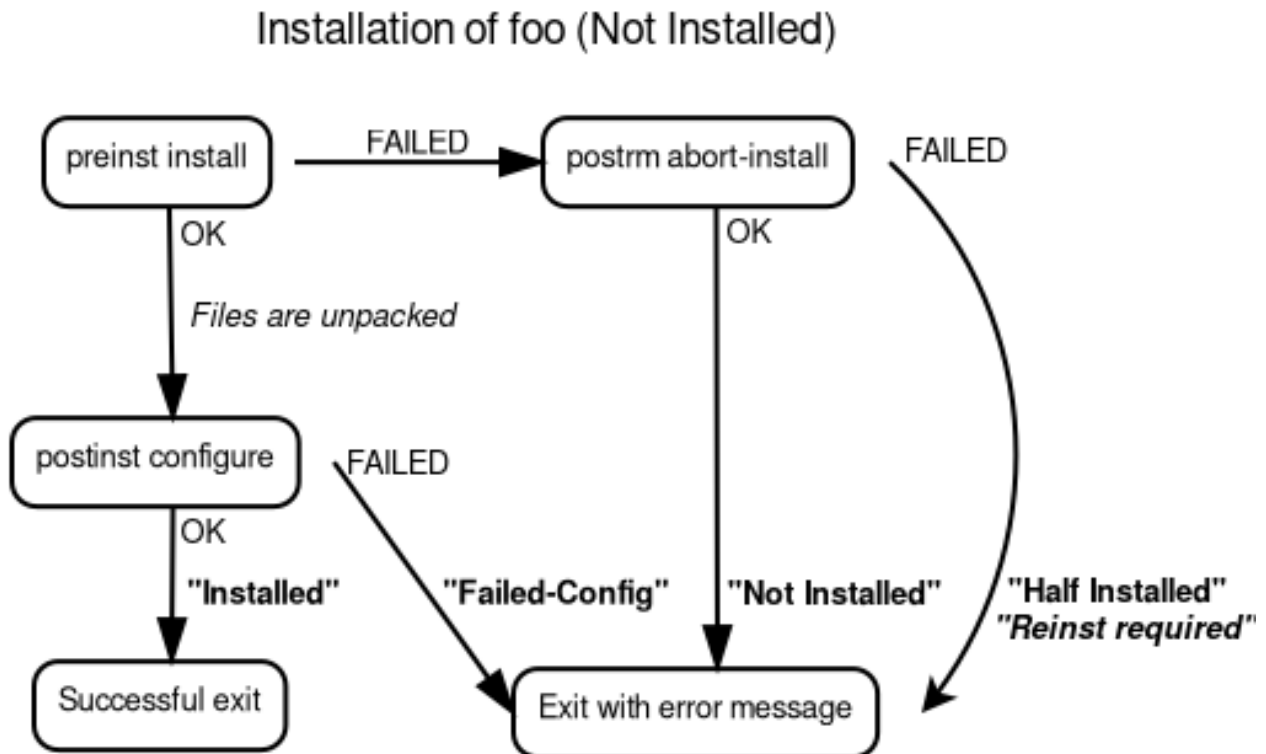 Installation of foo (Not Installed)
preinst install
FAILED
postrm abort-install
FAILED
OK
OK
Files are unpacked
postinst configure
FAILED
OK
"Installed"
"Failed-Config"
"Not Installed"
"Half Installed"
"Reinst required"
Successful exit
Exit with error message